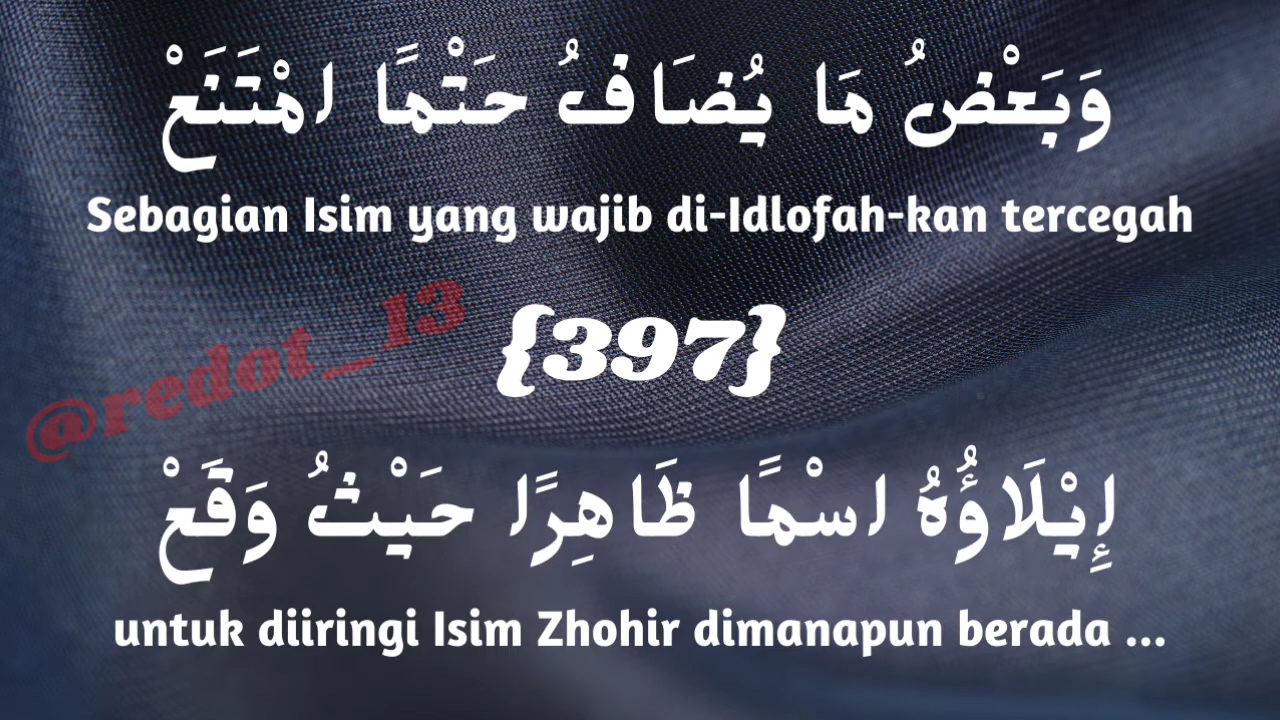 وَبَعْضُ مَا يُضَافُ حَتْمًا امْتَنَعْ
Sebagian Isim yang wajib di-Idlofah-kan tercegah
{397}
@redot_13
إِيْلَاؤُهُ اسْمًا ظَاهِرًا حَيْثُ وَقَعْ
untuk diiringi Isim Zhohir dimanapun berada ...